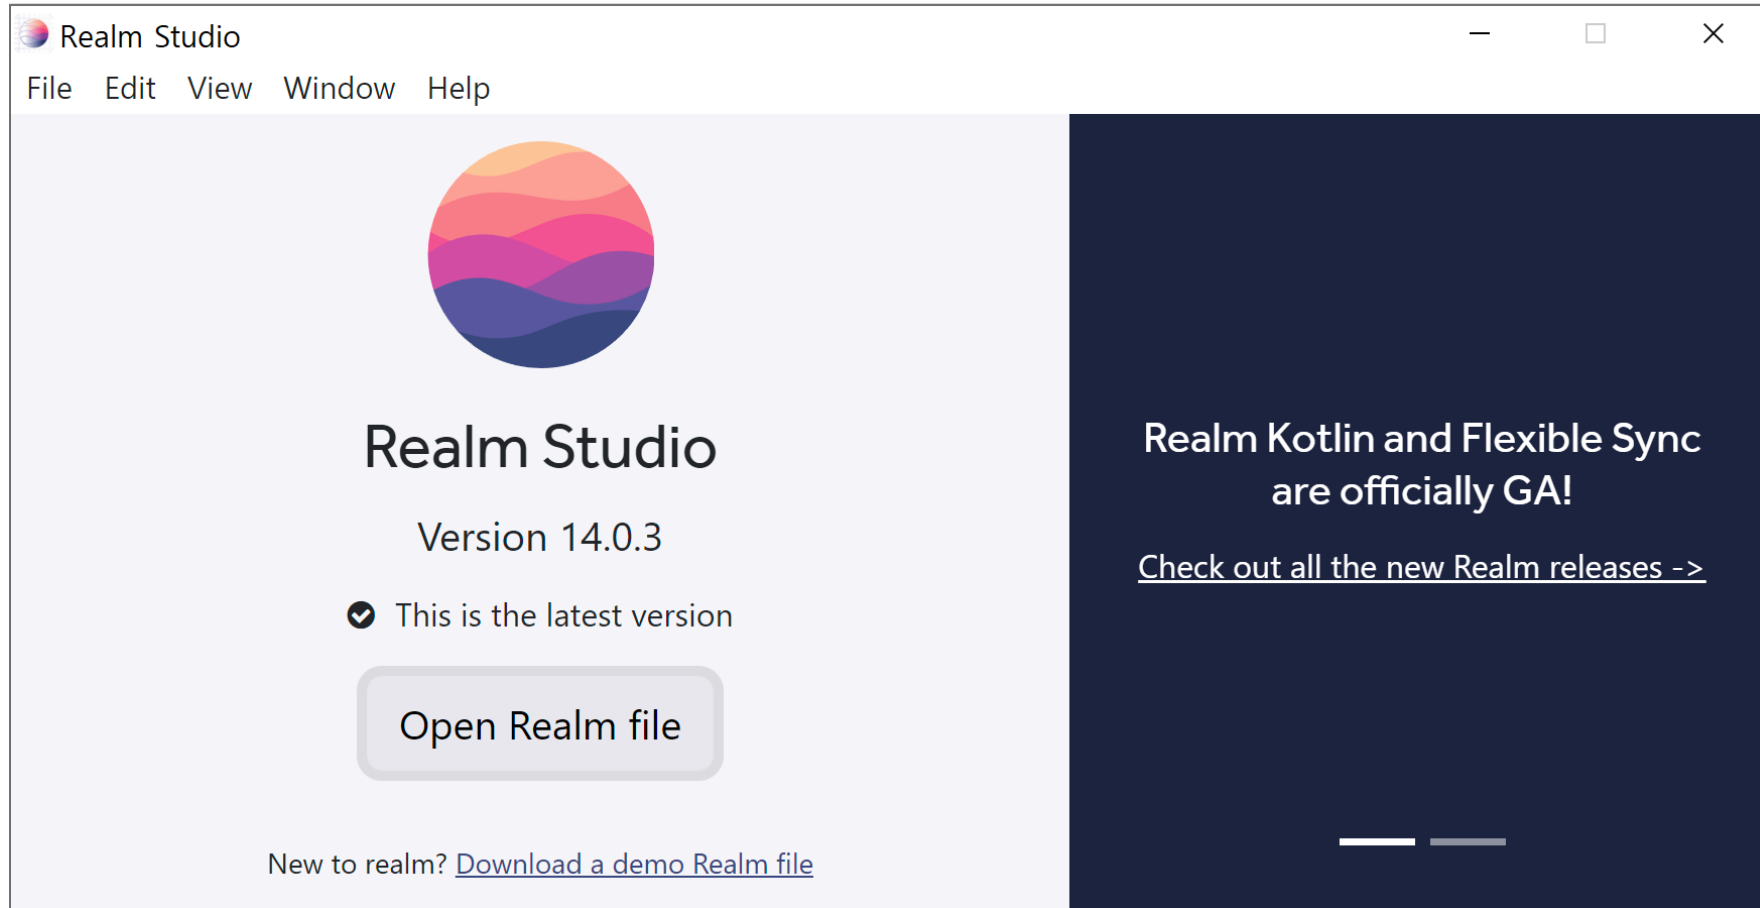 Realm Studio
File Edit View Window Help
Realm Studio
Version 14.0.3
This is the latest version
Open Realm file
New to realm? Download a demo Realm file
Realm Kotlin and Flexible Sync
are officially GA!
Check out all the new Realm releases ->